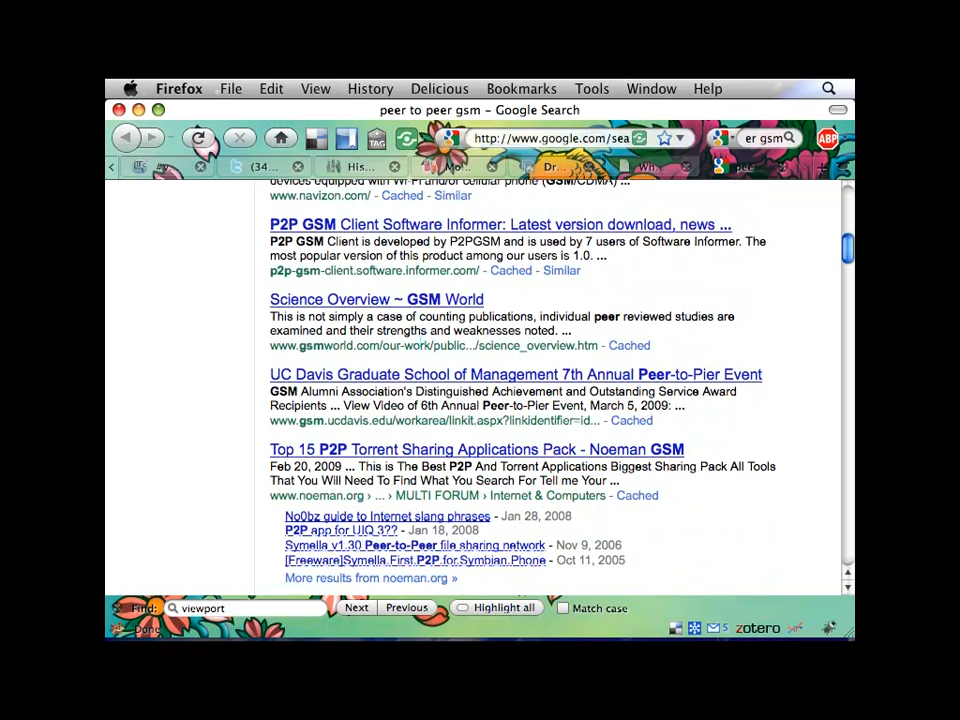 Firefox File Edit View History Delicious Bookmarks Tools Window Help
peer to peer gsm - Google Search
TAG http://www.google.com/sea er gsm ABP
(34... His... Mo... Dr... Wh... pee
devices equipped with Wi-Fi and/or cellular phone (GSM/CDMA) ...
www.navizon.com/ - Cached - Similar
P2P GSM Client Software Informer: Latest version download, news ...
P2P GSM Client is developed by P2PGSM and is used by 7 users of Software Informer. The
most popular version of this product among our users is 1.0. ...
p2p-gsm-client.software.informer.com/ - Cached - Similar
Science Overview ~ GSM World
This is not simply a case of counting publications, individual peer reviewed studies are
examined and their strengths and weaknesses noted. ...
www.gsmworld.com/our-work/public.../science_overview.htm - Cached
UC Davis Graduate School of Management 7th Annual Peer-to-Pier Event
GSM Alumni Association's Distinguished Achievement and Outstanding Service Award
Recipients ... View Video of 6th Annual Peer-to-Pier Event, March 5, 2009: ...
www.gsm.ucdavis.edu/workarea/linkit.aspx?linkidentifier=id... - Cached
Top 15 P2P Torrent Sharing Applications Pack - Noeman GSM
Feb 20, 2009 ... This is The Best P2P And Torrent Applications Biggest Sharing Pack All Tools
That You Will Need To Find What You Search For Tell me Your ...
www.noeman.org › ... › MULTI FORUM › Internet & Computers - Cached
No0bz guide to Internet slang phrases - Jan 28, 2008
P2P app for UIQ 3?? - Jan 18, 2008
Symella v1.30 Peer-to-Peer file sharing network - Nov 9, 2006
[Freeware]Symella.First.P2P.for.Symbian.Phone - Oct 11, 2005
More results from noeman.org »
Find: viewport Next Previous Highlight all Match case
Done 5 zotero